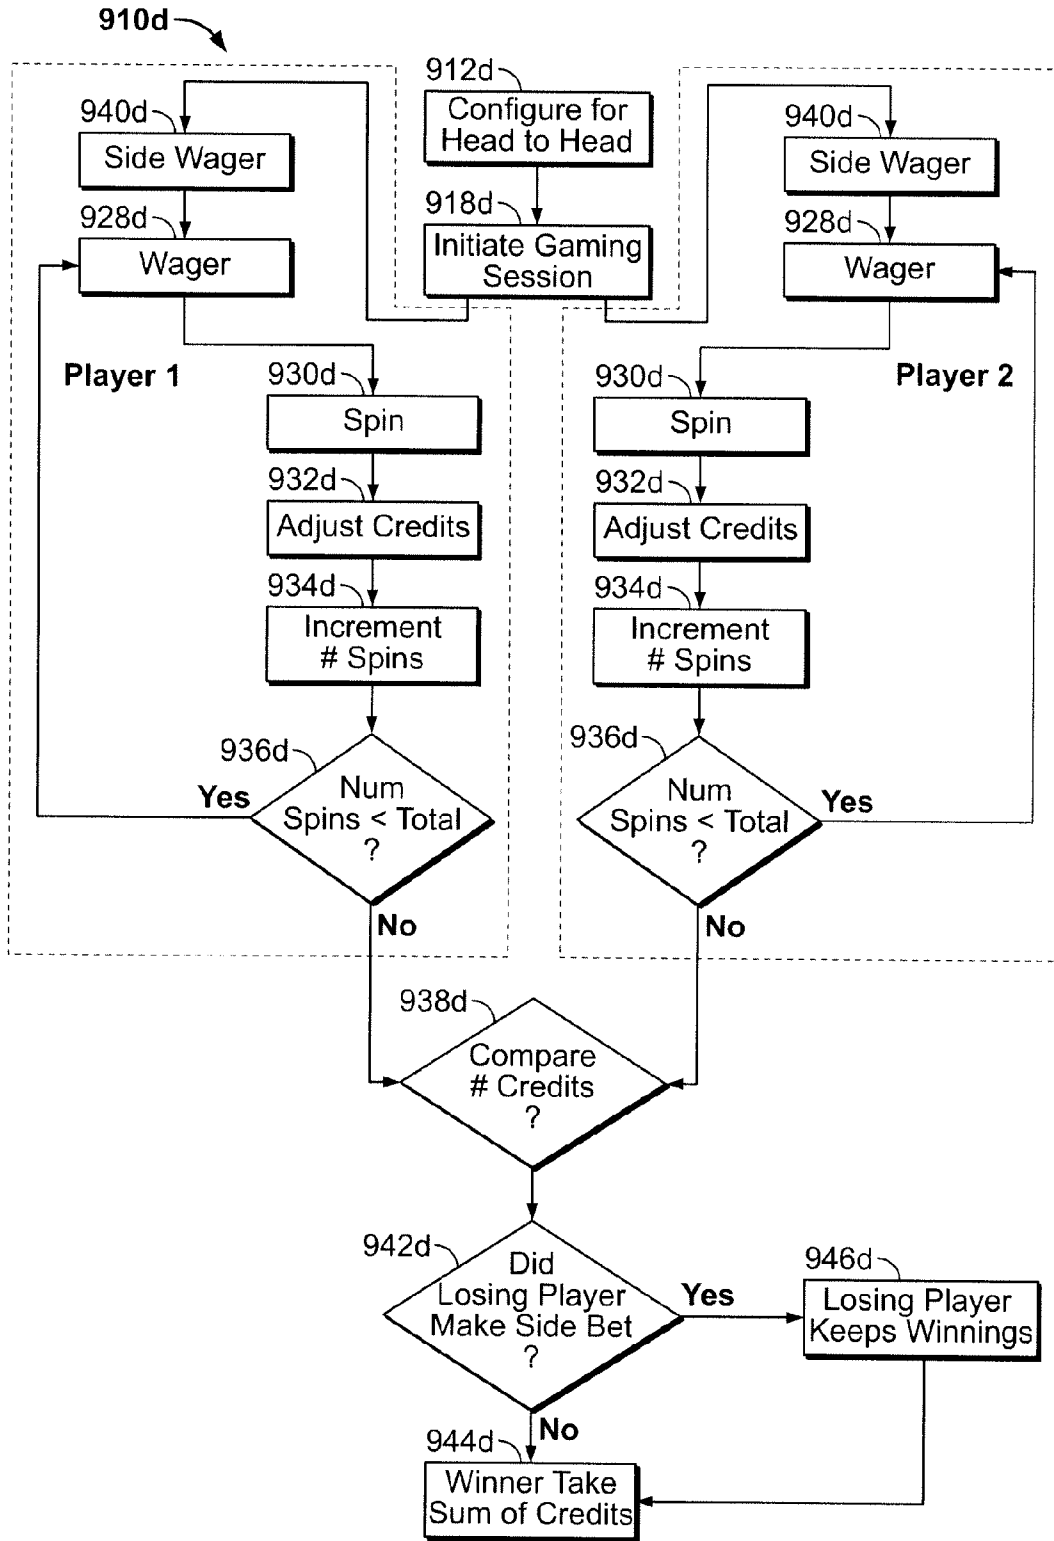 910d
912d
Configure for
Head to Head
918d
Initiate Gaming
Session
940d
Side Wager
928d
Wager
Player 1
930d
Spin
932d
Adjust Credits
934d
Increment
# Spins
936d
Num
Spins < Total
?
Yes
No
940d
Side Wager
928d
Wager
Player 2
930d
Spin
932d
Adjust Credits
934d
Increment
# Spins
936d
Num
Spins < Total
?
Yes
No
938d
Compare
# Credits
?
942d
Did
Losing Player
Make Side Bet
?
Yes
946d
Losing Player
Keeps Winnings
No
944d
Winner Take
Sum of Credits